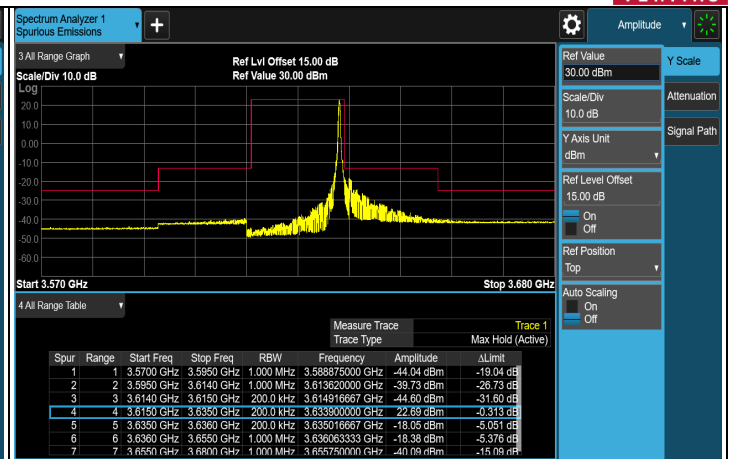 Spectrum Analyzer 1
Spurious Emissions
+
Amplitude
3 All Range Graph
Ref Lvl Offset 15.00 dB
Scale/Div 10.0 dB
Ref Value 30.00 dBm
Log
20.0
10.0
0.00
-10.0
-20.0
-30.0
-40.0
-50.0
-60.0
Start 3.570 GHz
Stop 3.680 GHz
4 All Range Table
Measure Trace Trace 1
Trace Type Max Hold (Active)
Spur Range Start Freq Stop Freq RBW Frequency Amplitude ΔLimit
1 1 3.5700 GHz 3.5950 GHz 1.000 MHz 3.588875000 GHz -44.04 dBm -19.04 dB
2 2 3.5950 GHz 3.6140 GHz 1.000 MHz 3.613620000 GHz -39.73 dBm -26.73 dB
3 3 3.6140 GHz 3.6150 GHz 200.0 kHz 3.614916667 GHz -44.60 dBm -31.60 dB
4 4 3.6150 GHz 3.6350 GHz 200.0 kHz 3.633900000 GHz 22.69 dBm -0.313 dB
5 5 3.6350 GHz 3.6360 GHz 200.0 kHz 3.635016667 GHz -18.05 dBm -5.051 dB
6 6 3.6360 GHz 3.6550 GHz 1.000 MHz 3.636063333 GHz -18.38 dBm -5.376 dB
7 7 3.6550 GHz 3.6800 GHz 1.000 MHz 3.655750000 GHz -40.09 dBm -15.09 dB
Ref Value
30.00 dBm
Scale/Div
10.0 dB
Y Axis Unit
dBm
Ref Level Offset
15.00 dB
On
Off
Ref Position
Top
Auto Scaling
On
Off
Y Scale
Attenuation
Signal Path